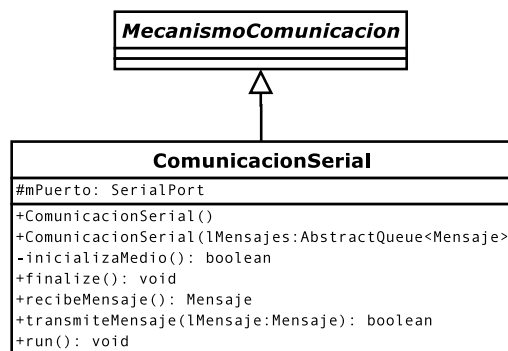 MecanismoComunicacion
ComunicacionSerial
#mPuerto: SerialPort
+ComunicacionSerial()
+ComunicacionSerial(lMensajes:AbstractQueue<Mensaje>
-inicializaMedio(): boolean
+finalize(): void
+recibeMensaje(): Mensaje
+transmiteMensaje(lMensaje:Mensaje): boolean
+run(): void